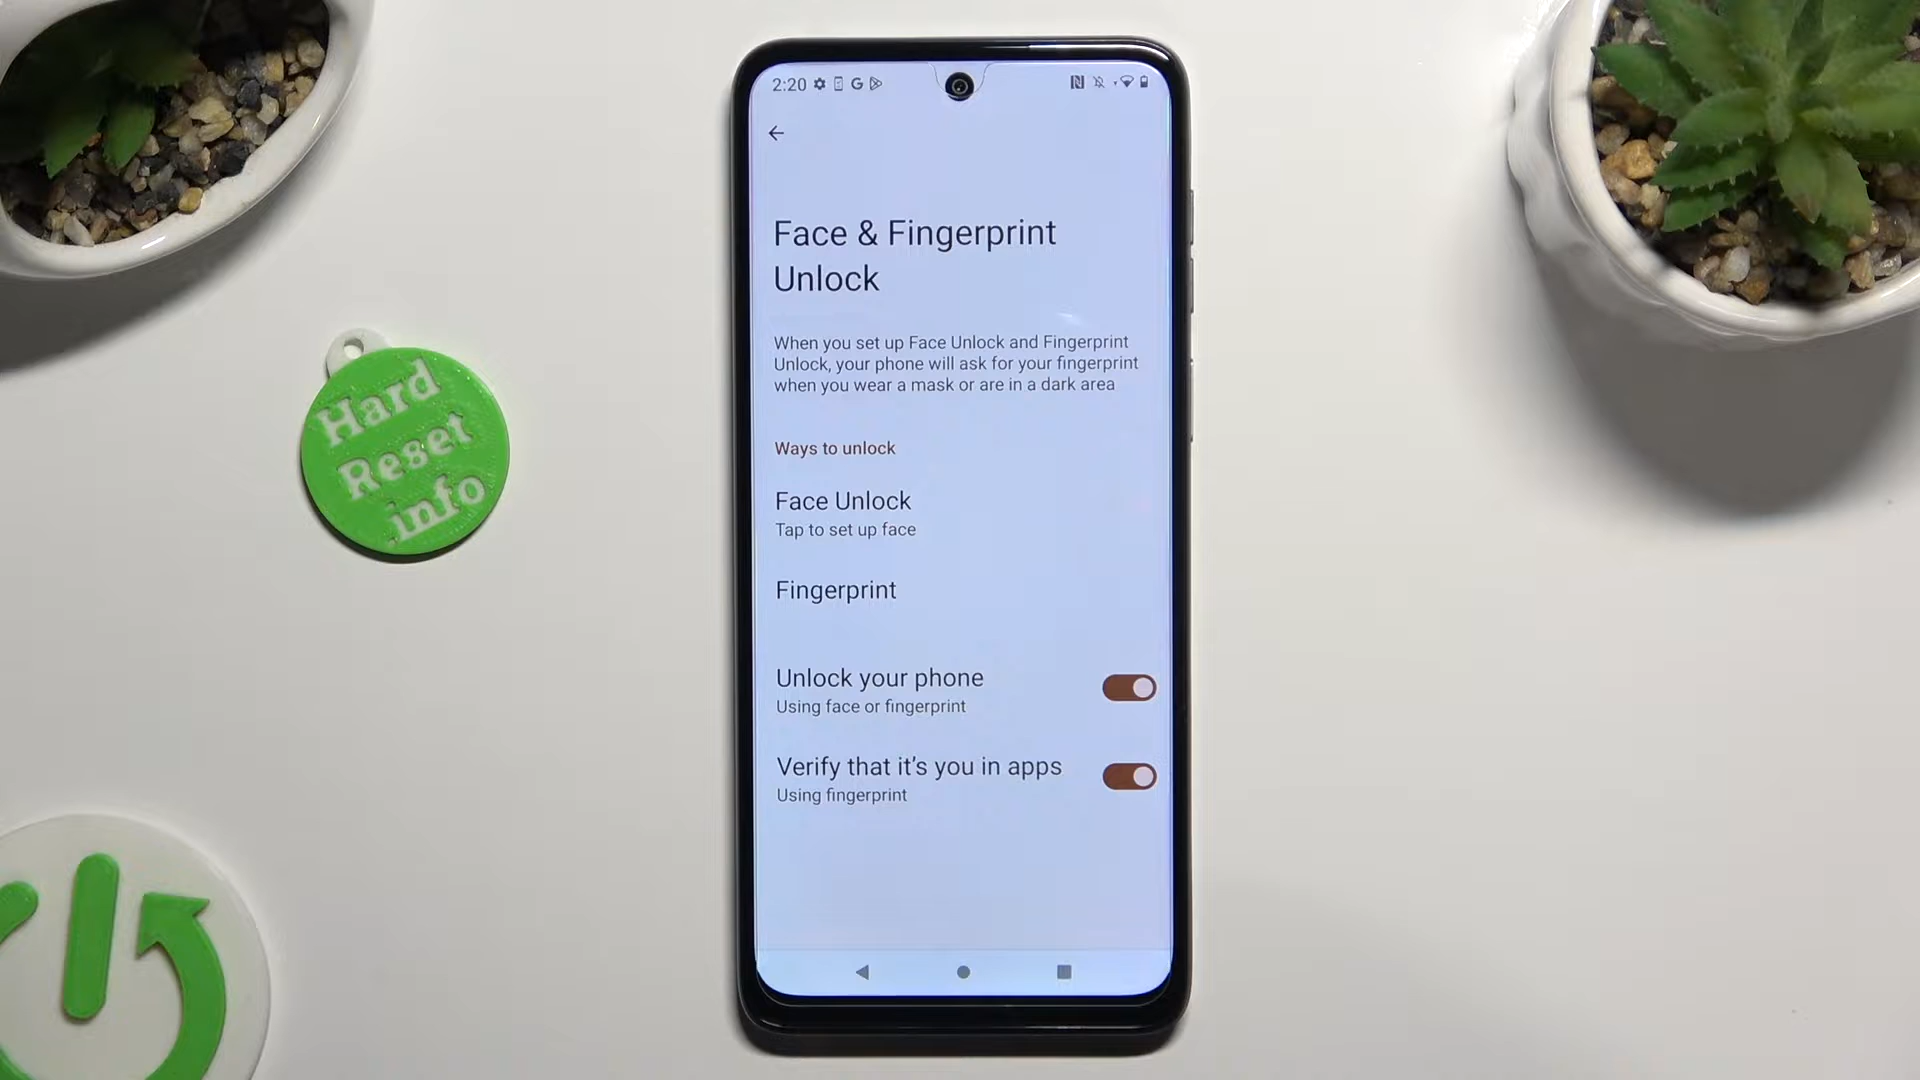 2:20
Face & Fingerprint
Unlock
When you set up Face Unlock and Fingerprint
Unlock, your phone will ask for your fingerprint
when you wear a mask or are in a dark area
Ways to unlock
Face Unlock
Tap to set up face
Fingerprint
Unlock your phone
Using face or fingerprint
Verify that it’s you in apps
Using fingerprint
Hard
Reset
.info